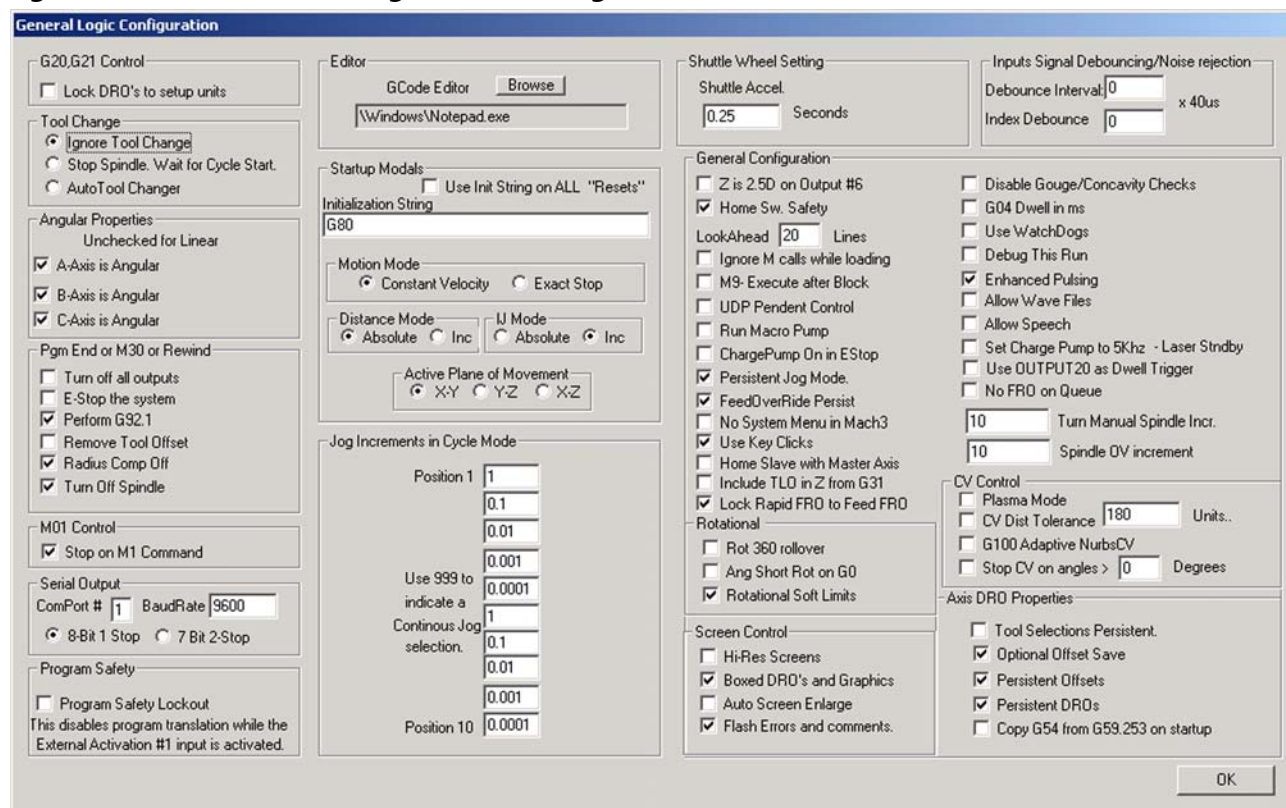 General Logic Configuration
G20,G21 Control
Lock DRO's to setup units
Tool Change
Ignore Tool Change
Stop Spindle. Wait for Cycle Start.
AutoTool Changer
Angular Properties
Unchecked for Linear
A-Axis is Angular
B-Axis is Angular
C-Axis is Angular
Pgm End or M30 or Rewind
Turn off all outputs
E-Stop the system
Perform G92.1
Remove Tool Offset
Radius Comp Off
Turn Off Spindle
M01 Control
Stop on M1 Command
Serial Output
ComPort # 1 BaudRate 9600
8-Bit 1 Stop 7 Bit 2-Stop
Program Safety
Program Safety Lockout
This disables program translation while the
External Activation #1 input is activated.
Editor
GCode Editor Browse
\Windows\Notepad.exe
Startup Modals
Use Init String on ALL "Resets"
Initialization String
G80
Motion Mode
Constant Velocity Exact Stop
Distance Mode
Absolute Inc
IJ Mode
Absolute Inc
Active Plane of Movement
X-Y Y-Z X-Z
Jog Increments in Cycle Mode
Position 1 1
0.1
0.01
0.001
Use 999 to
0.0001
indicate a
1
Continous Jog
0.1
selection.
0.01
0.001
Position 10 0.0001
Shuttle Wheel Setting
Shuttle Accel.
0.25 Seconds
Inputs Signal Debouncing/Noise rejection
Debounce Interval: 0
x 40us
Index Debounce 0
General Configuration
Z is 2.5D on Output #6
Home Sw. Safety
LookAhead 20 Lines
Ignore M calls while loading
M9- Execute after Block
UDP Pendent Control
Run Macro Pump
ChargePump On in EStop
Persistent Jog Mode.
FeedOverRide Persist
No System Menu in Mach3
Use Key Clicks
Home Slave with Master Axis
Include TLO in Z from G31
Lock Rapid FRO to Feed FRO
Disable Gouge/Concavity Checks
G04 Dwell in ms
Use WatchDogs
Debug This Run
Enhanced Pulsing
Allow Wave Files
Allow Speech
Set Charge Pump to 5Khz - Laser Stndby
Use OUTPUT20 as Dwell Trigger
No FRO on Queue
10 Turn Manual Spindle Incr.
10 Spindle OV increment
Rotational
Rot 360 rollover
Ang Short Rot on G0
Rotational Soft Limits
Screen Control
Hi-Res Screens
Boxed DRO's and Graphics
Auto Screen Enlarge
Flash Errors and comments.
CV Control
Plasma Mode
CV Dist Tolerance 180 Units..
G100 Adaptive NurbsCV
Stop CV on angles > 0 Degrees
Axis DRO Properties
Tool Selections Persistent.
Optional Offset Save
Persistent Offsets
Persistent DROs
Copy G54 from G59.253 on startup
OK